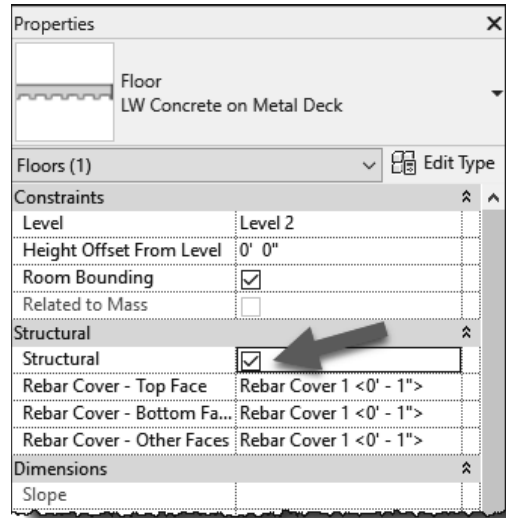 Properties
Floor
LW Concrete on Metal Deck
Floors (1)
Edit Type
Constraints
Level Level 2
Height Offset From Level 0' 0"
Room Bounding
Related to Mass
Structural
Structural
Rebar Cover - Top Face Rebar Cover 1 <0' - 1">
Rebar Cover - Bottom Fa... Rebar Cover 1 <0' - 1">
Rebar Cover - Other Faces Rebar Cover 1 <0' - 1">
Dimensions
Slope